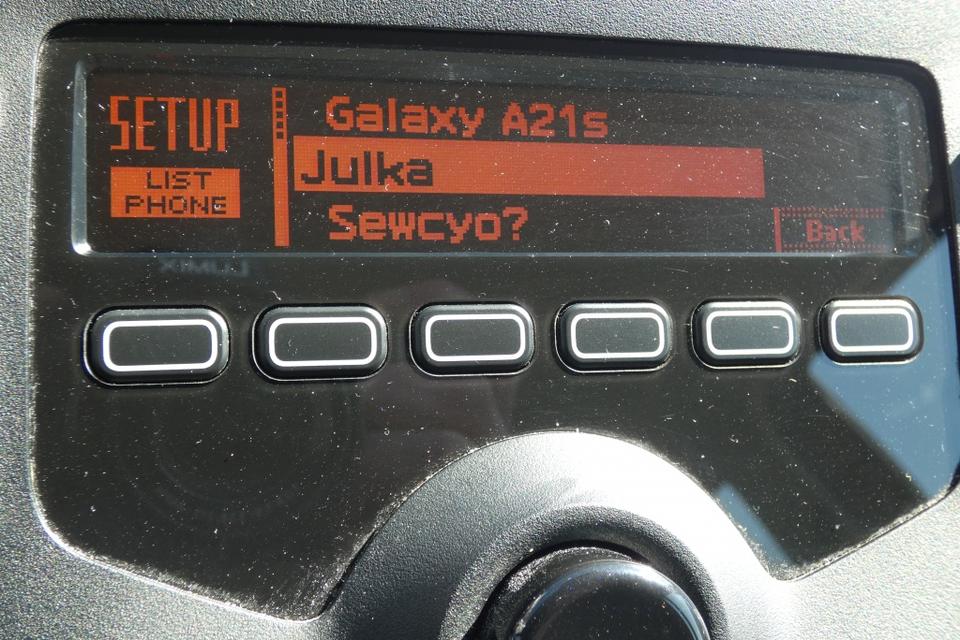 SETUP
LIST
PHONE
Galaxy A21s
Julka
Sewcyo?
Back